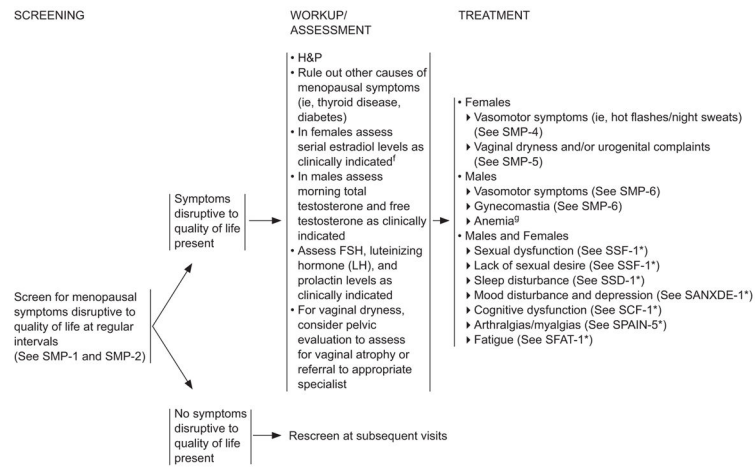 SCREENING
WORKUP/
ASSESSMENT
TREATMENT
Screen for menopausal
symptoms disruptive to
quality of life at regular
intervals
(See SMP-1 and SMP-2)
Symptoms
disruptive to
quality of life
present
• H&P
• Rule out other causes of
menopausal symptoms
(ie, thyroid disease,
diabetes)
• In females assess
serial estradiol levels as
clinically indicatedf
• In males assess
morning total
testosterone and free
testosterone as clinically
indicated
• Assess FSH, luteinizing
hormone (LH), and
prolactin levels as
clinically indicated
• For vaginal dryness,
consider pelvic
evaluation to assess
for vaginal atrophy or
referral to appropriate
specialist
• Females
Vasomotor symptoms (ie, hot flashes/night sweats)
(See SMP-4)
Vaginal dryness and/or urogenital complaints
(See SMP-5)
• Males
Vasomotor symptoms (See SMP-6)
Gynecomastia (See SMP-6)
Anemiag
• Males and Females
Sexual dysfunction (See SSF-1*)
Lack of sexual desire (See SSF-1*)
Sleep disturbance (See SSD-1*)
Mood disturbance and depression (See SANXDE-1*)
Cognitive dysfunction (See SCF-1*)
Arthralgias/myalgias (See SPAIN-5*)
Fatigue (See SFAT-1*)
No symptoms
disruptive to
quality of life
present
Rescreen at subsequent visits